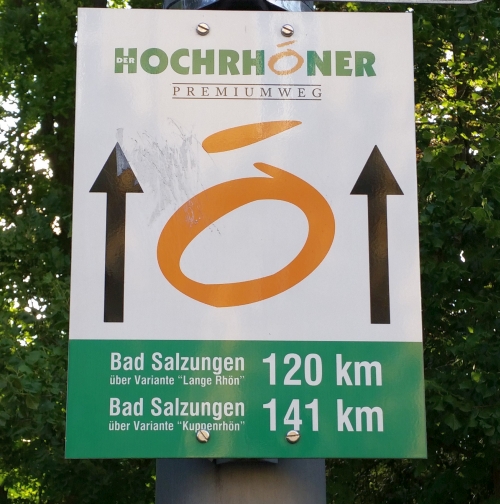 DER HOCHRHÖNER
PREMIUMWEG
Bad Salzungen 120 km
über Variante "Lange Rhön"
Bad Salzungen 141 km
über Variante "Kuppenrhön"